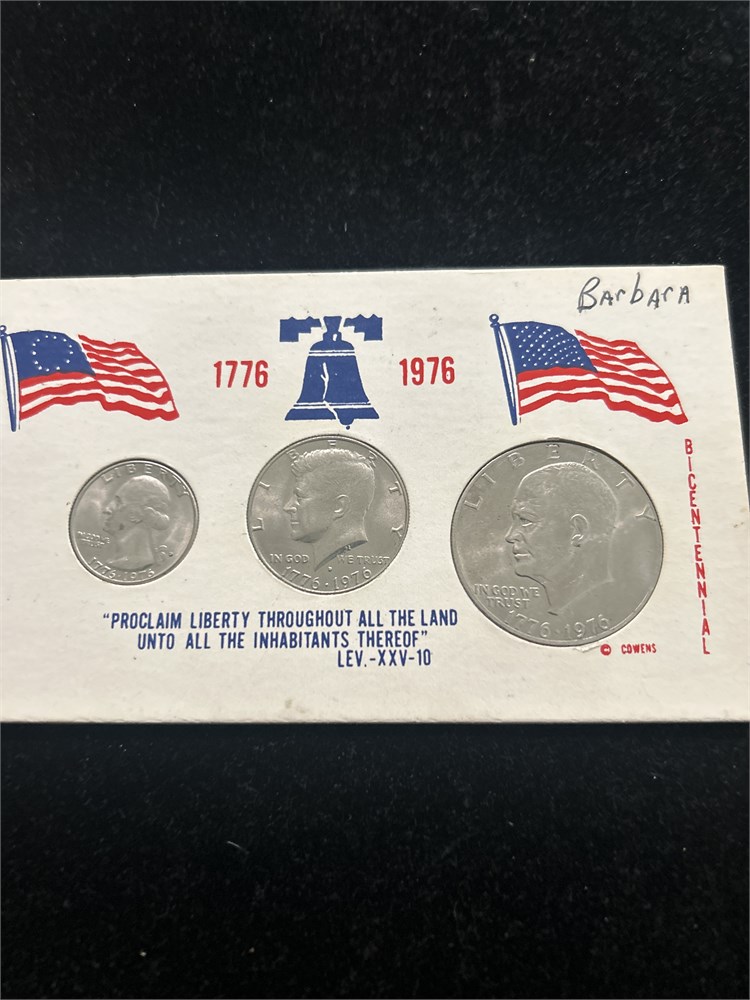 Barbara
1776 1976
BICENTENNIAL
LIBERTY
1776·1976
LIBERTY
IN GOD WE TRUST
1776·1976
LIBERTY
IN GOD WE
TRUST
1776·1976
"PROCLAIM LIBERTY THROUGHOUT ALL THE LAND
UNTO ALL THE INHABITANTS THEREOF"
LEV.-XXV-10
© COWENS